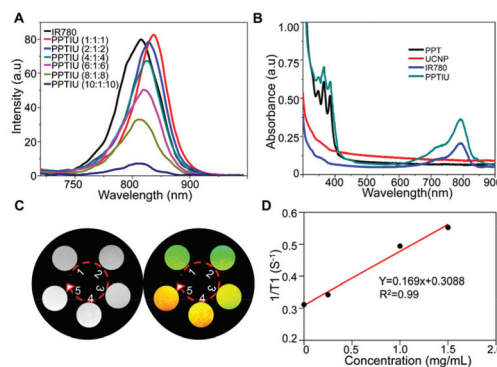 A
80
60
40
20
0
Intensity (a.u)
IR780
PPTIU (1:1:1)
PPTIU (2:1:2)
PPTIU (4:1:4)
PPTIU (6:1:6)
PPTIU (8:1:8)
PPTIU (10:1:10)
750 800 850 900
Wavelength (nm)
B
1.00
0.75
0.50
0.25
0
Absorbance (a.u)
PPT
UCNP
IR780
PPTIU
400 500 600 700 800 900
Wavelength(nm)
C
1
2
3
4
5
1
2
3
4
5
D
0.6
0.5
0.4
0.3
0.2
1/T1 (S⁻¹)
Y=0.169x+0.3088
R²=0.99
0.0 0.5 1.0 1.5 2.0
Concentration (mg/mL)